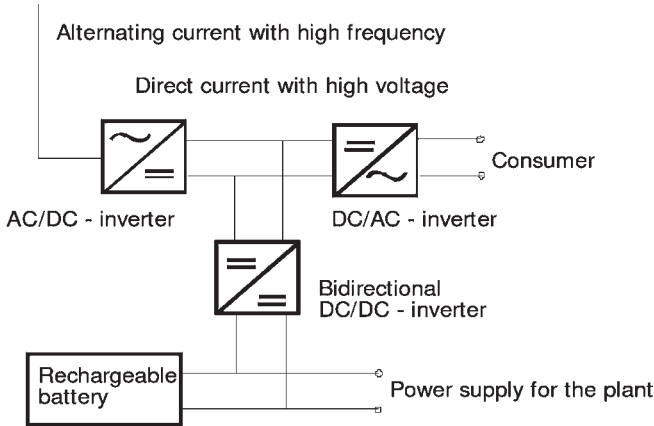 Alternating current with high frequency
Direct current with high voltage
Consumer
AC/DC - inverter
DC/AC - inverter
Bidirectional
DC/DC - inverter
Rechargeable
battery
Power supply for the plant